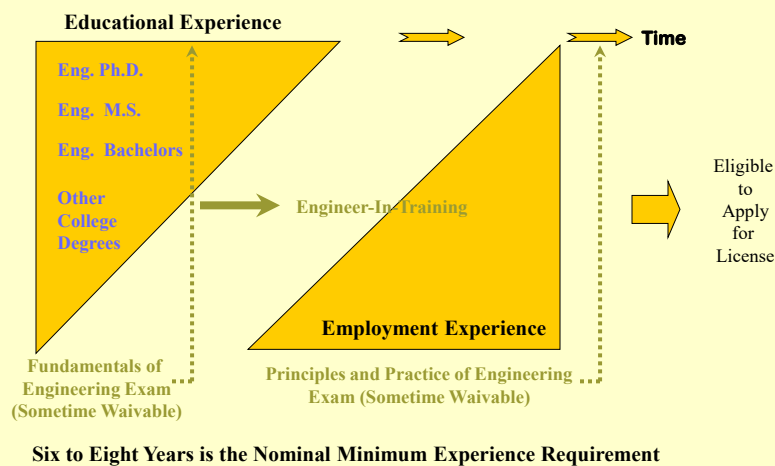 Educational Experience
Time
Eng. Ph.D.
Eng. M.S.
Eng. Bachelors
Other
College
Degrees
Engineer-In-Training
Eligible
to
Apply
for
License
Employment Experience
Fundamentals of
Engineering Exam
(Sometime Waivable)
Principles and Practice of Engineering
Exam (Sometime Waivable)
Six to Eight Years is the Nominal Minimum Experience Requirement